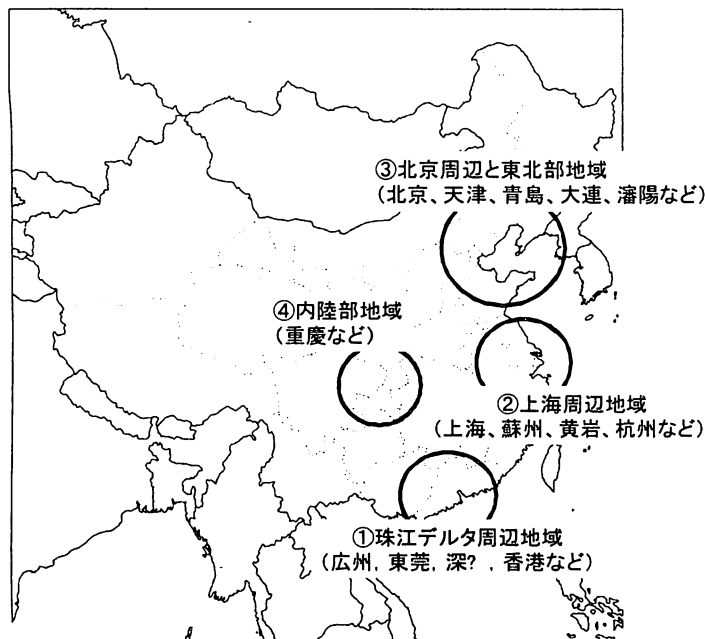 ③北京周辺と東北部地域
(北京、天津、青島、大連、瀋陽など)
④内陸部地域
(重慶など)
②上海周辺地域
(上海、蘇州、黄岩、杭州など)
①珠江デルタ周辺地域
(広州, 東莞, 深? , 香港など)